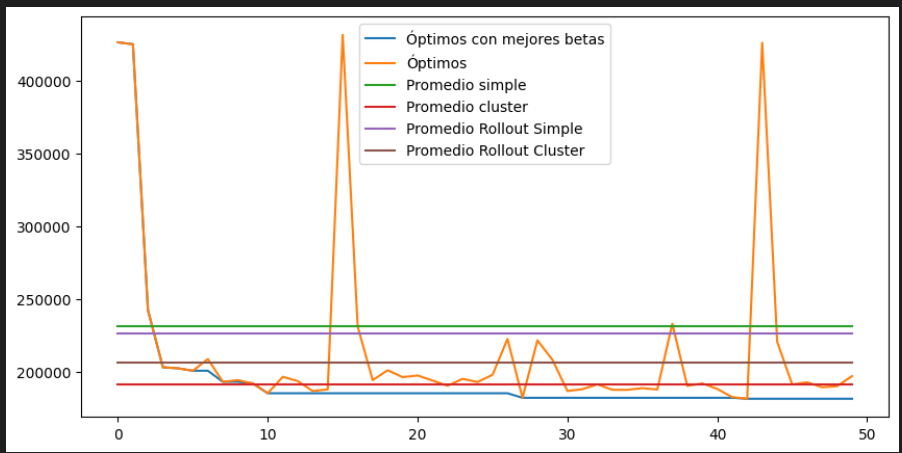 Óptimos con mejores betas
Óptimos
Promedio simple
Promedio cluster
Promedio Rollout Simple
Promedio Rollout Cluster
400000
350000
300000
250000
200000
0 10 20 30 40 50